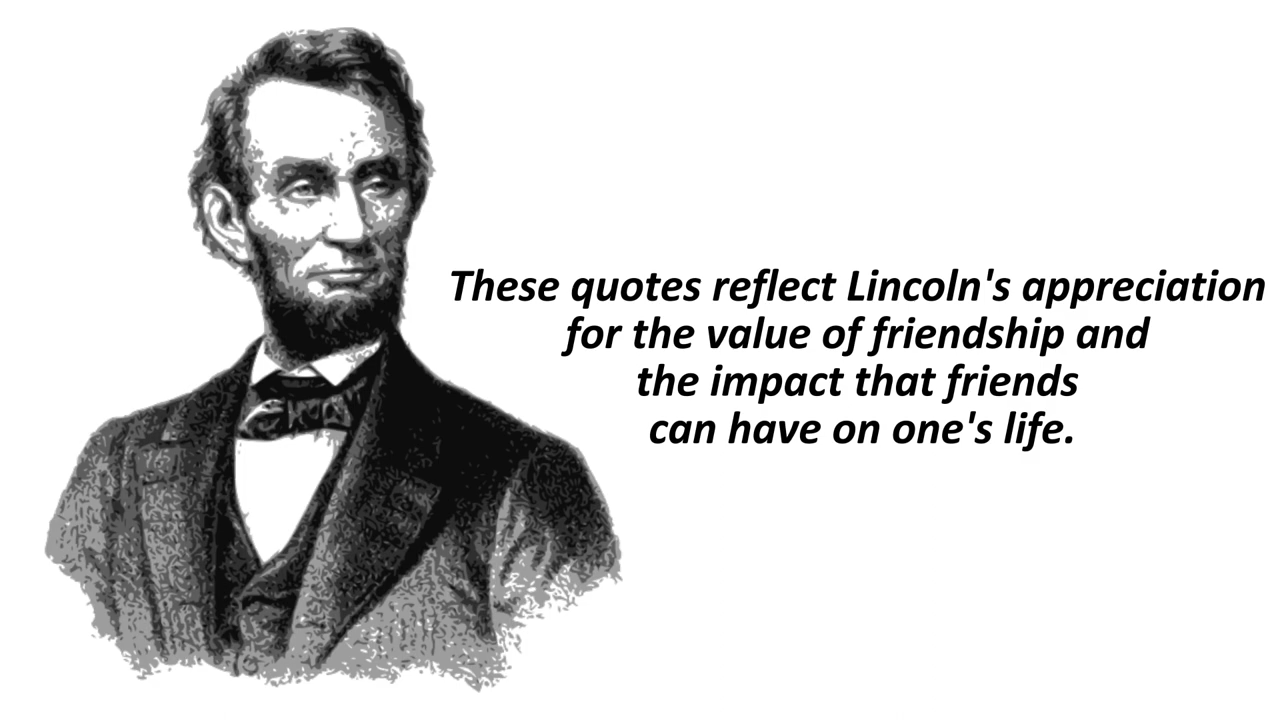 These quotes reflect Lincoln's appreciation
for the value of friendship and
the impact that friends
can have on one's life.